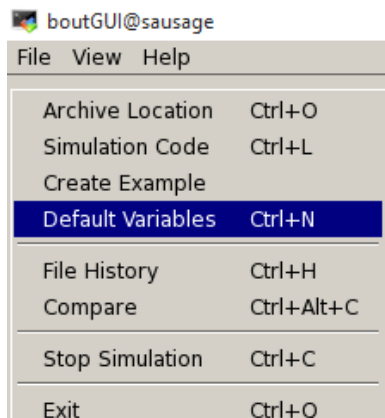 boutGUI@sausage
File View Help
Archive Location Ctrl+O
Simulation Code Ctrl+L
Create Example
Default Variables Ctrl+N
File History Ctrl+H
Compare Ctrl+Alt+C
Stop Simulation Ctrl+C
Exit Ctrl+Q